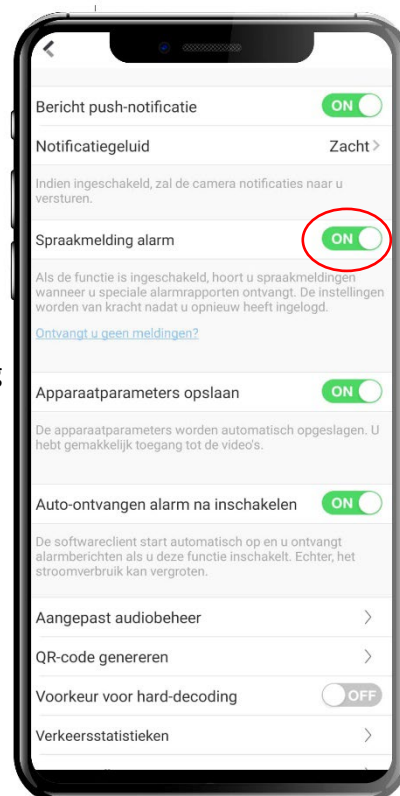 Bericht push-notificatie ON
Notificatiegeluid Zacht
Indien ingeschakeld, zal de camera notificaties naar u
versturen.
Spraakmelding alarm ON
Als de functie is ingeschakeld, hoort u spraakmeldingen
wanneer u speciale alarmrapporten ontvangt. De instellingen
worden van kracht nadat u opnieuw heeft ingelogd.
Ontvangt u geen meldingen?
Apparaatparameters opslaan ON
De apparaatparameters worden automatisch opgeslagen. U
hebt gemakkelijk toegang tot de video's.
Auto-ontvangen alarm na inschakelen ON
De softwareclient start automatisch op en u ontvangt
alarmberichten als u deze functie inschakelt. Echter, het
stroomverbruik kan vergroten.
Aangepast audiobeheer
QR-code genereren
Voorkeur voor hard-decoding OFF
Verkeersstatistieken